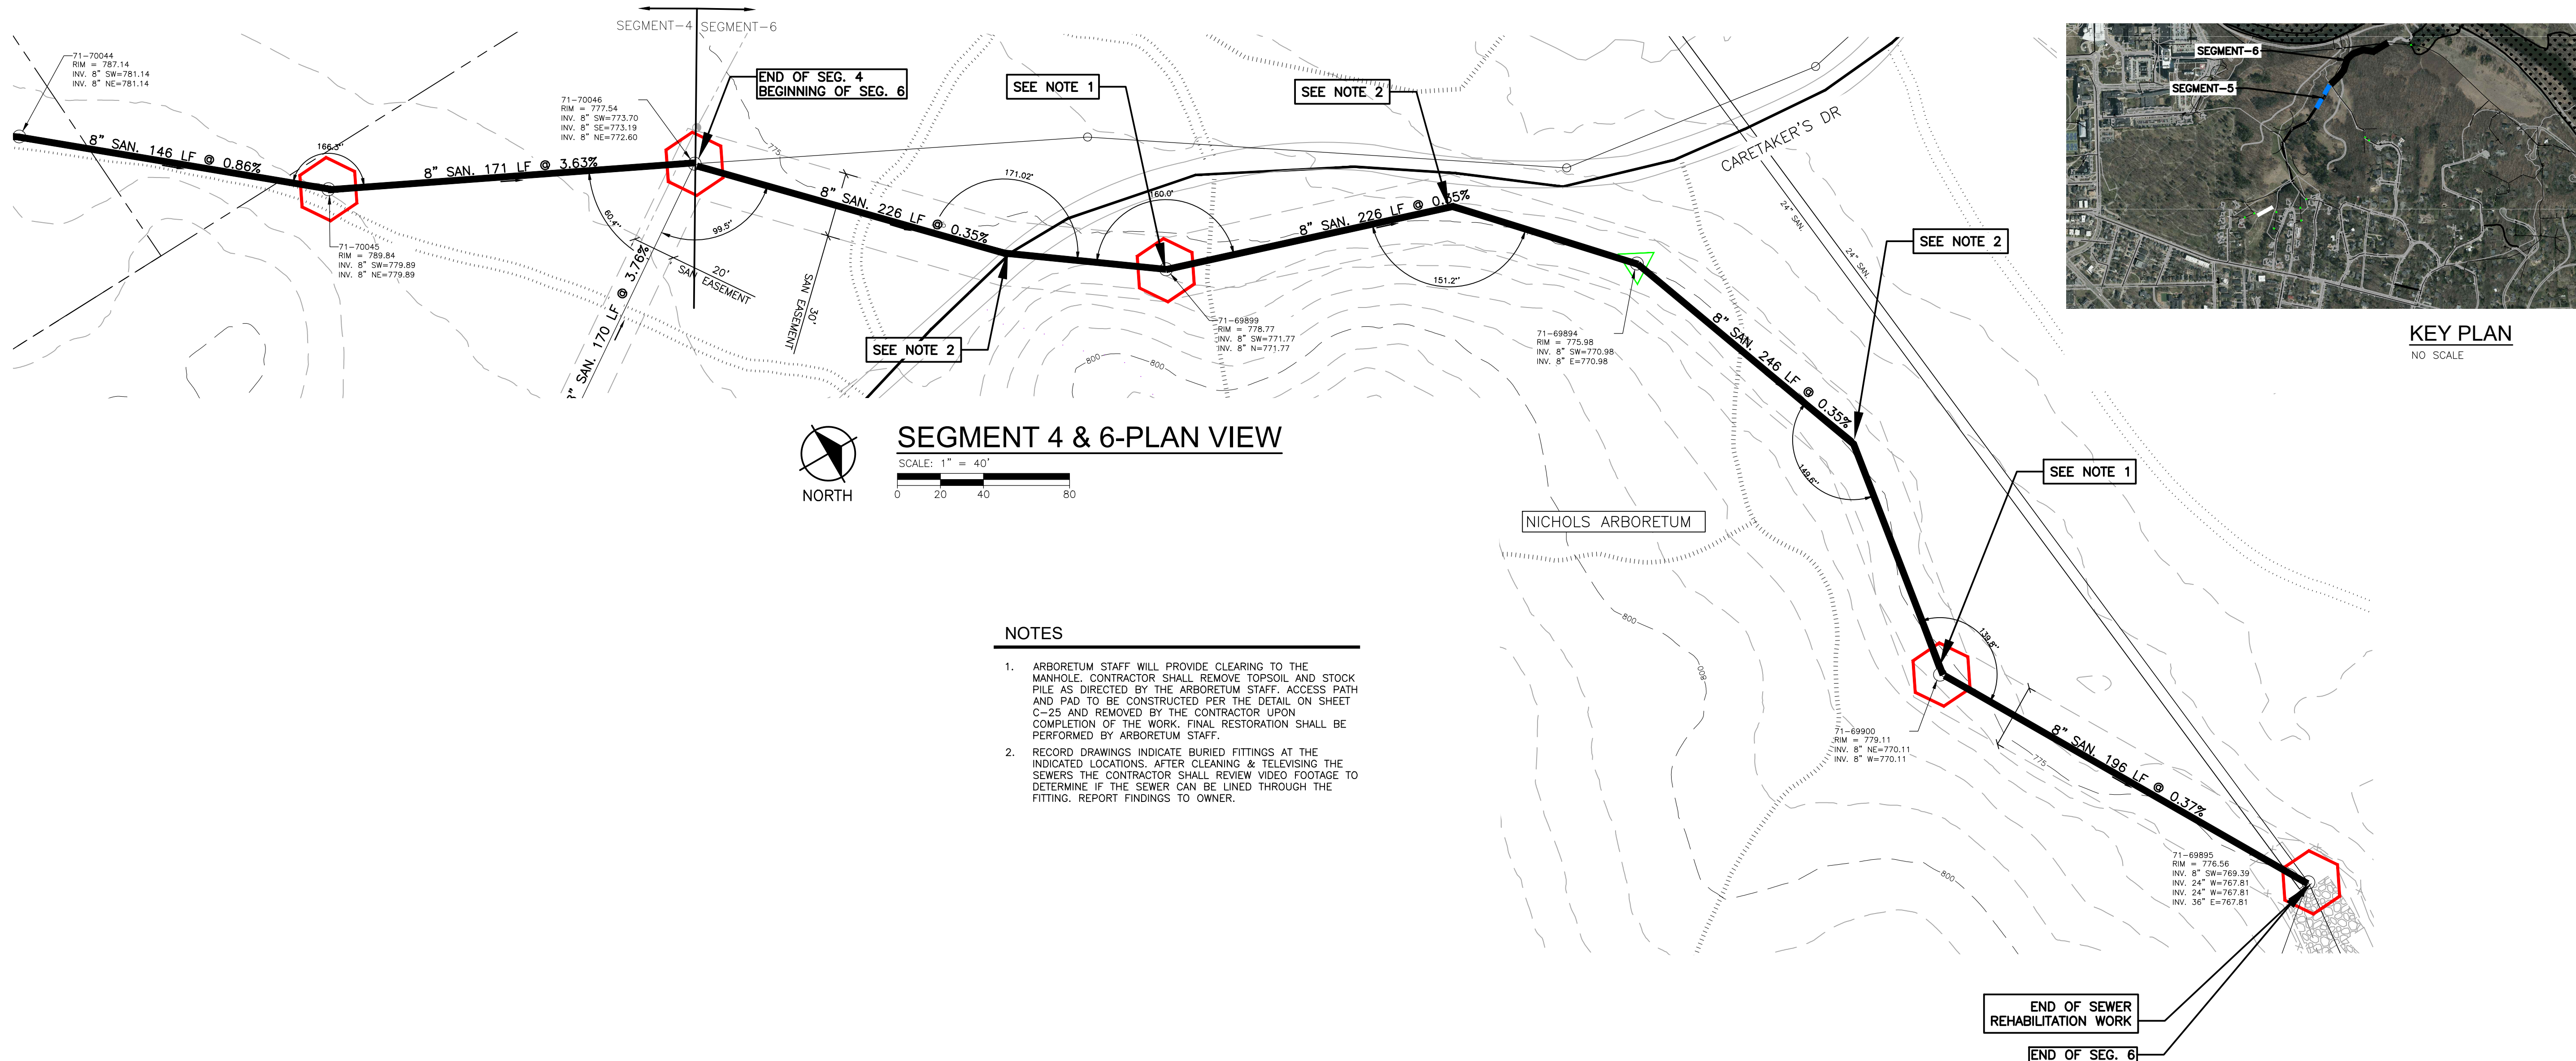 SEGMENT-4
SEGMENT-6
71-70044
RIM = 787.14
INV. 8" SW=781.14
INV. 8" NE=781.14
8" SAN. 146 LF @ 0.86%
166.3°
71-70045
RIM = 789.84
INV. 8" SW=779.89
INV. 8" NE=779.89
8" SAN. 171 LF @ 3.63%
71-70046
RIM = 777.54
INV. 8" SW=773.70
INV. 8" SE=773.19
INV. 8" NE=772.60
END OF SEG. 4
BEGINNING OF SEG. 6
60.4°
99.5°
8" SAN. 170 LF @ 3.76%
20'
SAN EASEMENT
775
8" SAN. 226 LF @ 0.35%
30'
SAN EASEMENT
SEE NOTE 2
171.02°
SEE NOTE 1
160.0°
71-69899
RIM = 778.77
INV. 8" SW=771.77
INV. 8" N=771.77
800
800
8" SAN. 226 LF @ 0.35%
SEE NOTE 2
151.2°
71-69894
RIM = 775.98
INV. 8" SW=770.98
INV. 8" E=770.98
CARETAKER'S DR
24" SAN.
24" SAN.
SEE NOTE 2
8" SAN. 246 LF @ 0.35%
149.6°
SEE NOTE 1
NICHOLS ARBORETUM
139.8°
71-69900
RIM = 779.11
INV. 8" NE=770.11
INV. 8" W=770.11
775
8" SAN. 196 LF @ 0.37%
800
800
800
71-69895
RIM = 776.56
INV. 8" SW=769.39
INV. 24" W=767.81
INV. 24" W=767.81
INV. 36" E=767.81
END OF SEWER
REHABILITATION WORK
END OF SEG. 6
SEGMENT-6
SEGMENT-5
KEY PLAN
NO SCALE
NORTH
SEGMENT 4 & 6-PLAN VIEW
SCALE: 1" = 40'
0 20 40 80
NOTES
1. ARBORETUM STAFF WILL PROVIDE CLEARING TO THE
MANHOLE. CONTRACTOR SHALL REMOVE TOPSOIL AND STOCK
PILE AS DIRECTED BY THE ARBORETUM STAFF. ACCESS PATH
AND PAD TO BE CONSTRUCTED PER THE DETAIL ON SHEET
C-25 AND REMOVED BY THE CONTRACTOR UPON
COMPLETION OF THE WORK. FINAL RESTORATION SHALL BE
PERFORMED BY ARBORETUM STAFF.
2. RECORD DRAWINGS INDICATE BURIED FITTINGS AT THE
INDICATED LOCATIONS. AFTER CLEANING & TELEVISING THE
SEWERS THE CONTRACTOR SHALL REVIEW VIDEO FOOTAGE TO
DETERMINE IF THE SEWER CAN BE LINED THROUGH THE
FITTING. REPORT FINDINGS TO OWNER.